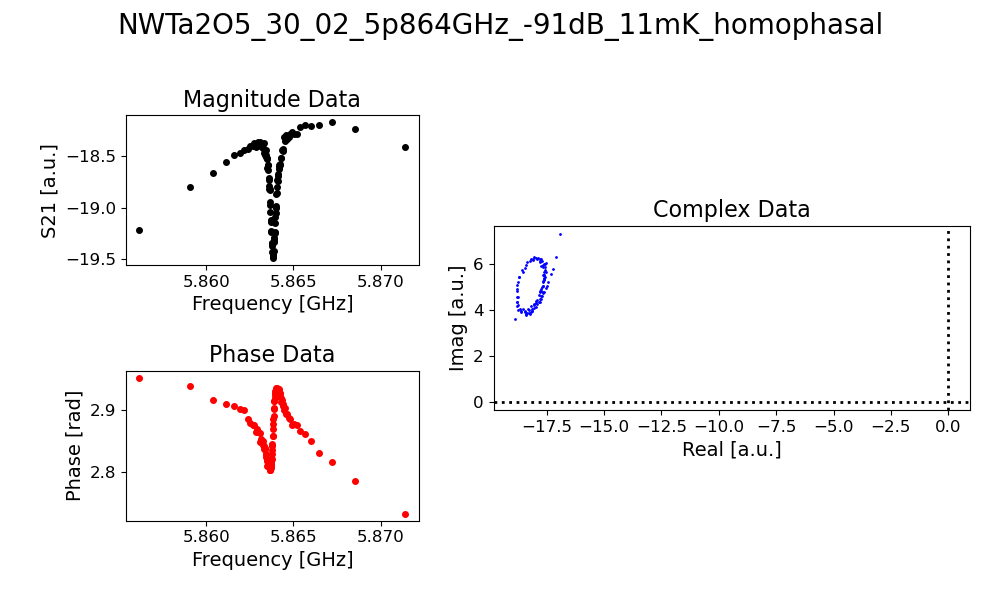 NWTa2O5_30_02_5p864GHz_-91dB_11mK_homophasal
Magnitude Data
S21 [a.u.]
−18.5
−19.0
−19.5
5.860 5.865 5.870
Frequency [GHz]
Phase Data
Phase [rad]
2.9
2.8
5.860 5.865 5.870
Frequency [GHz]
Complex Data
Imag [a.u.]
6
4
2
0
−17.5 −15.0 −12.5 −10.0 −7.5 −5.0 −2.5 0.0
Real [a.u.]